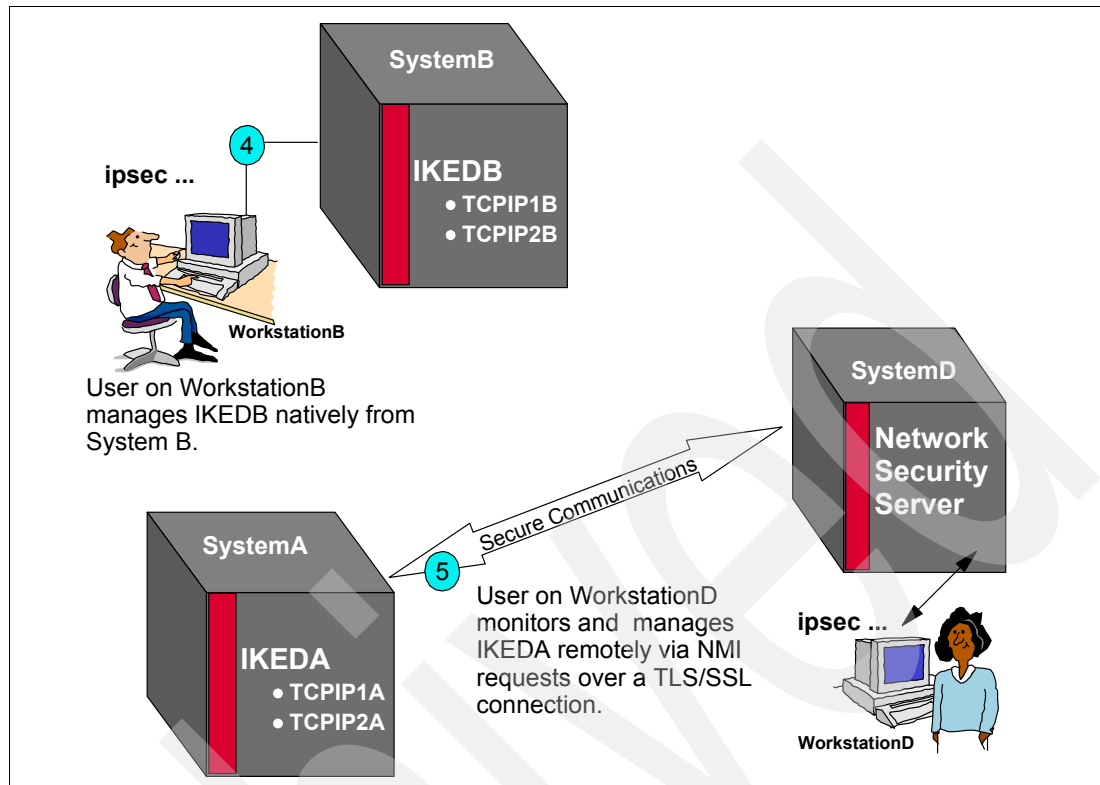 SystemB
4
ipsec ...
IKEDB
• TCPIP1B
• TCPIP2B
WorkstationB
User on WorkstationB
manages IKEDB natively from
System B.
SystemD
Network
Security
Server
Secure Communications
SystemA
5
User on WorkstationD
monitors and manages
IKEDA remotely via NMI
requests over a TLS/SSL
connection.
ipsec ...
IKEDA
• TCPIP1A
• TCPIP2A
WorkstationD